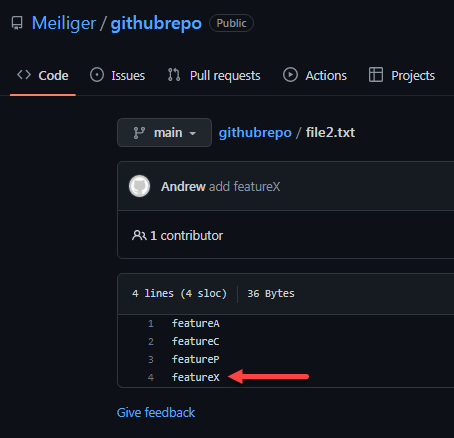 Meiliger / githubrepo Public
Code Issues Pull requests Actions Projects
main githubrepo / file2.txt
Andrew add featureX
1 contributor
4 lines (4 sloc) 36 Bytes
1 featureA
2 featureC
3 featureP
4 featureX
Give feedback